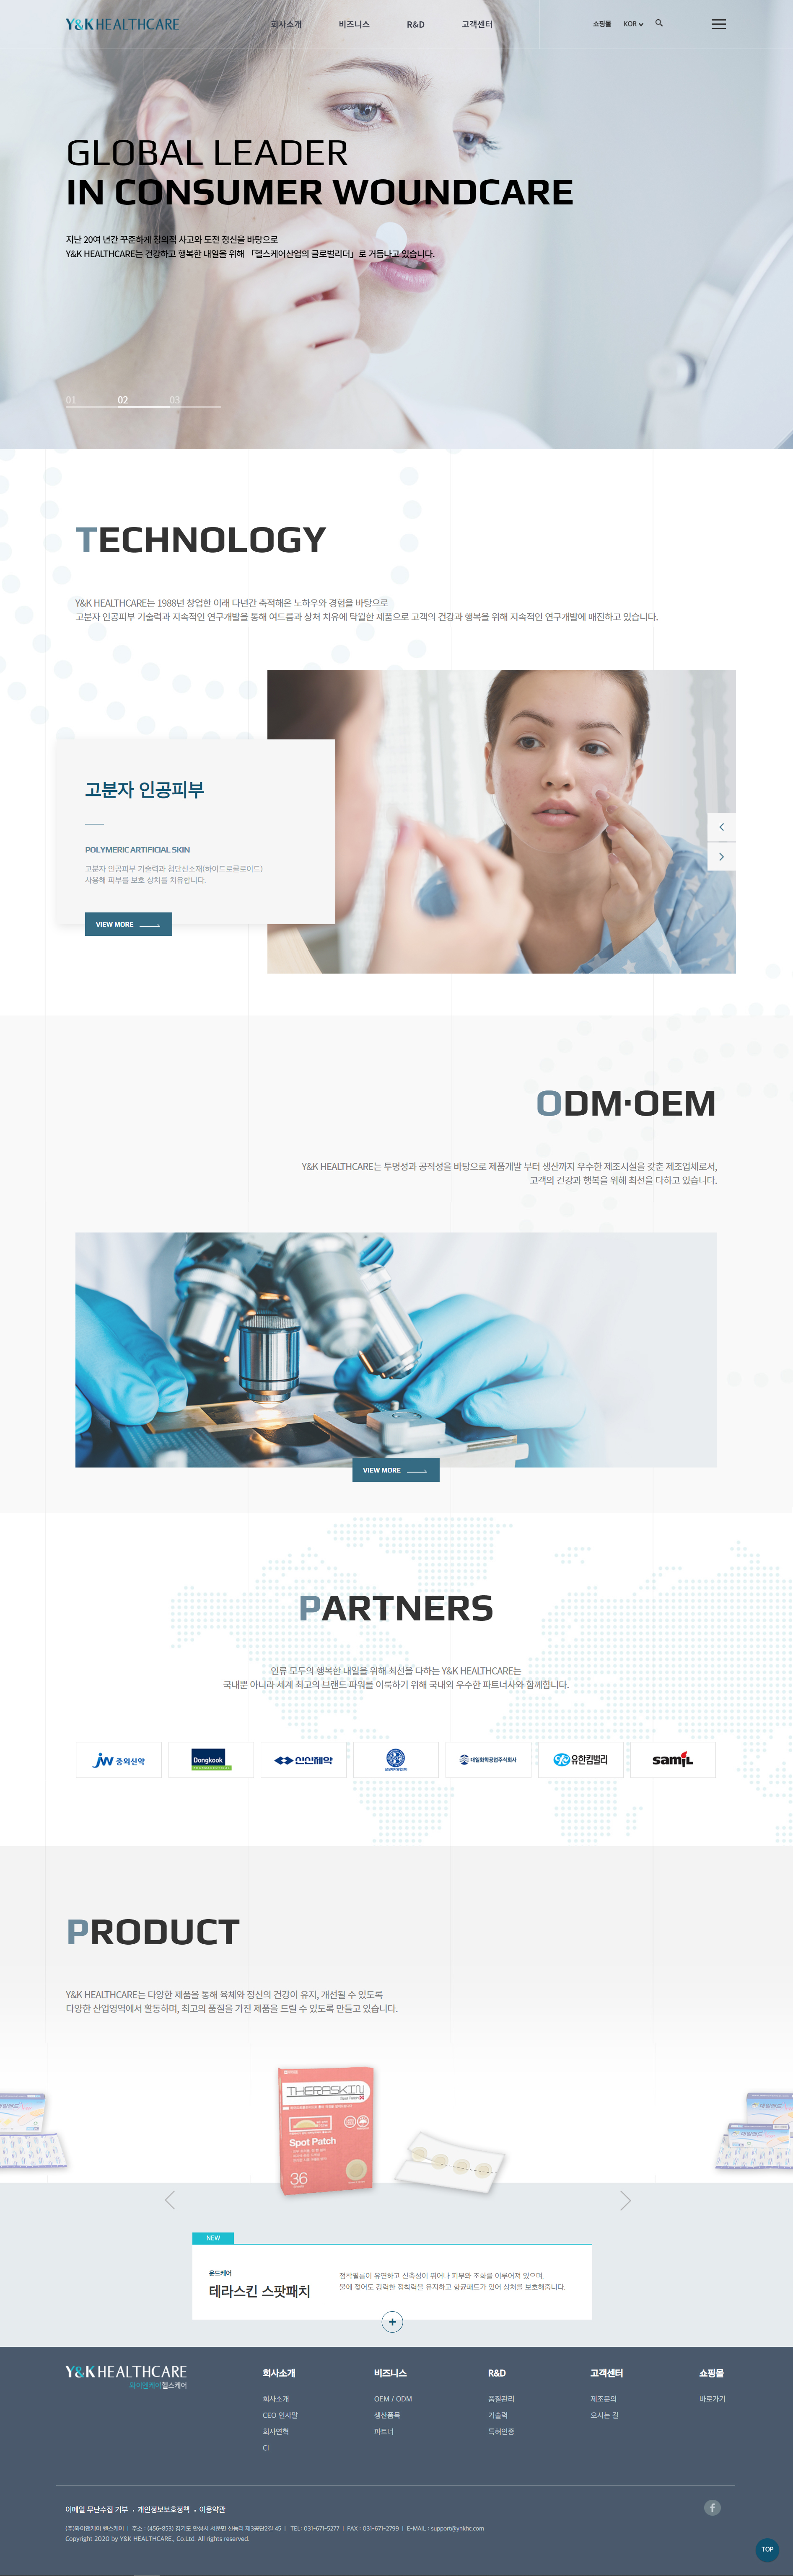 Y&K HEALTHCARE
회사소개
비즈니스
R&D
고객센터
쇼핑몰
KOR
GLOBAL LEADER
IN CONSUMER WOUNDCARE
지난 20여 년간 꾸준하게 창의적 사고와 도전 정신을 바탕으로
Y&K HEALTHCARE는 건강하고 행복한 내일을 위해 「헬스케어산업의 글로벌리더」로 거듭나고 있습니다.
01 02 03
TECHNOLOGY
Y&K HEALTHCARE는 1988년 창업한 이래 다년간 축적해온 노하우와 경험을 바탕으로
고분자 인공피부 기술력과 지속적인 연구개발을 통해 여드름과 상처 치유에 탁월한 제품으로 고객의 건강과 행복을 위해 지속적인 연구개발에 매진하고 있습니다.
고분자 인공피부
POLYMERIC ARTIFICIAL SKIN
고분자 인공피부 기술력과 첨단신소재(하이드로콜로이드)
사용해 피부를 보호 상처를 치유합니다.
VIEW MORE
ODM·OEM
Y&K HEALTHCARE는 투명성과 공적성을 바탕으로 제품개발 부터 생산까지 우수한 제조시설을 갖춘 제조업체로서,
고객의 건강과 행복을 위해 최선을 다하고 있습니다.
VIEW MORE
PARTNERS
인류 모두의 행복한 내일을 위해 최선을 다하는 Y&K HEALTHCARE는
국내뿐 아니라 세계 최고의 브랜드 파워를 이룩하기 위해 국내외 우수한 파트너사와 함께합니다.
JW 중외신약
Dongkook
신신제약
대일화학공업주식회사
유한킴벌리
samil
PRODUCT
Y&K HEALTHCARE는 다양한 제품을 통해 육체와 정신의 건강이 유지, 개선될 수 있도록
다양한 산업영역에서 활동하며, 최고의 품질을 가진 제품을 드릴 수 있도록 만들고 있습니다.
THERASKIN
Spot Patch
36
NEW
운드케어
테라스킨 스팟패치
점착필름이 유연하고 신축성이 뛰어나 피부와 조화를 이루어져 있으며,
물에 젖어도 강력한 점착력을 유지하고 항균패드가 있어 상처를 보호해줍니다.
Y&K HEALTHCARE
와이앤케이헬스케어
회사소개
회사소개
CEO 인사말
회사연혁
CI
비즈니스
OEM / ODM
생산품목
파트너
R&D
품질관리
기술력
특허인증
고객센터
제조문의
오시는 길
쇼핑몰
바로가기
이메일 무단수집 거부 • 개인정보보호정책 • 이용약관
(주)와이앤케이 헬스케어 | 주소 : (456-853) 경기도 안성시 서운면 신능리 제3공단2길 45 | TEL: 031-671-5277 | FAX : 031-671-2799 | E-MAIL : support@ynkhc.com
Copyright 2020 by Y&K HEALTHCARE,. Co.Ltd. All rights reserved.
TOP